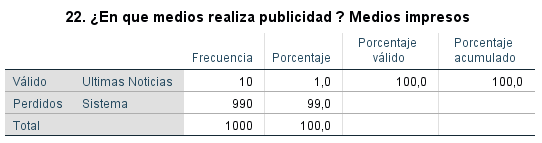 22. ¿En que medios realiza publicidad ? Medios impresos
Frecuencia Porcentaje Porcentaje válido Porcentaje acumulado
Válido Ultimas Noticias 10 1,0 100,0 100,0
Perdidos Sistema 990 99,0
Total 1000 100,0